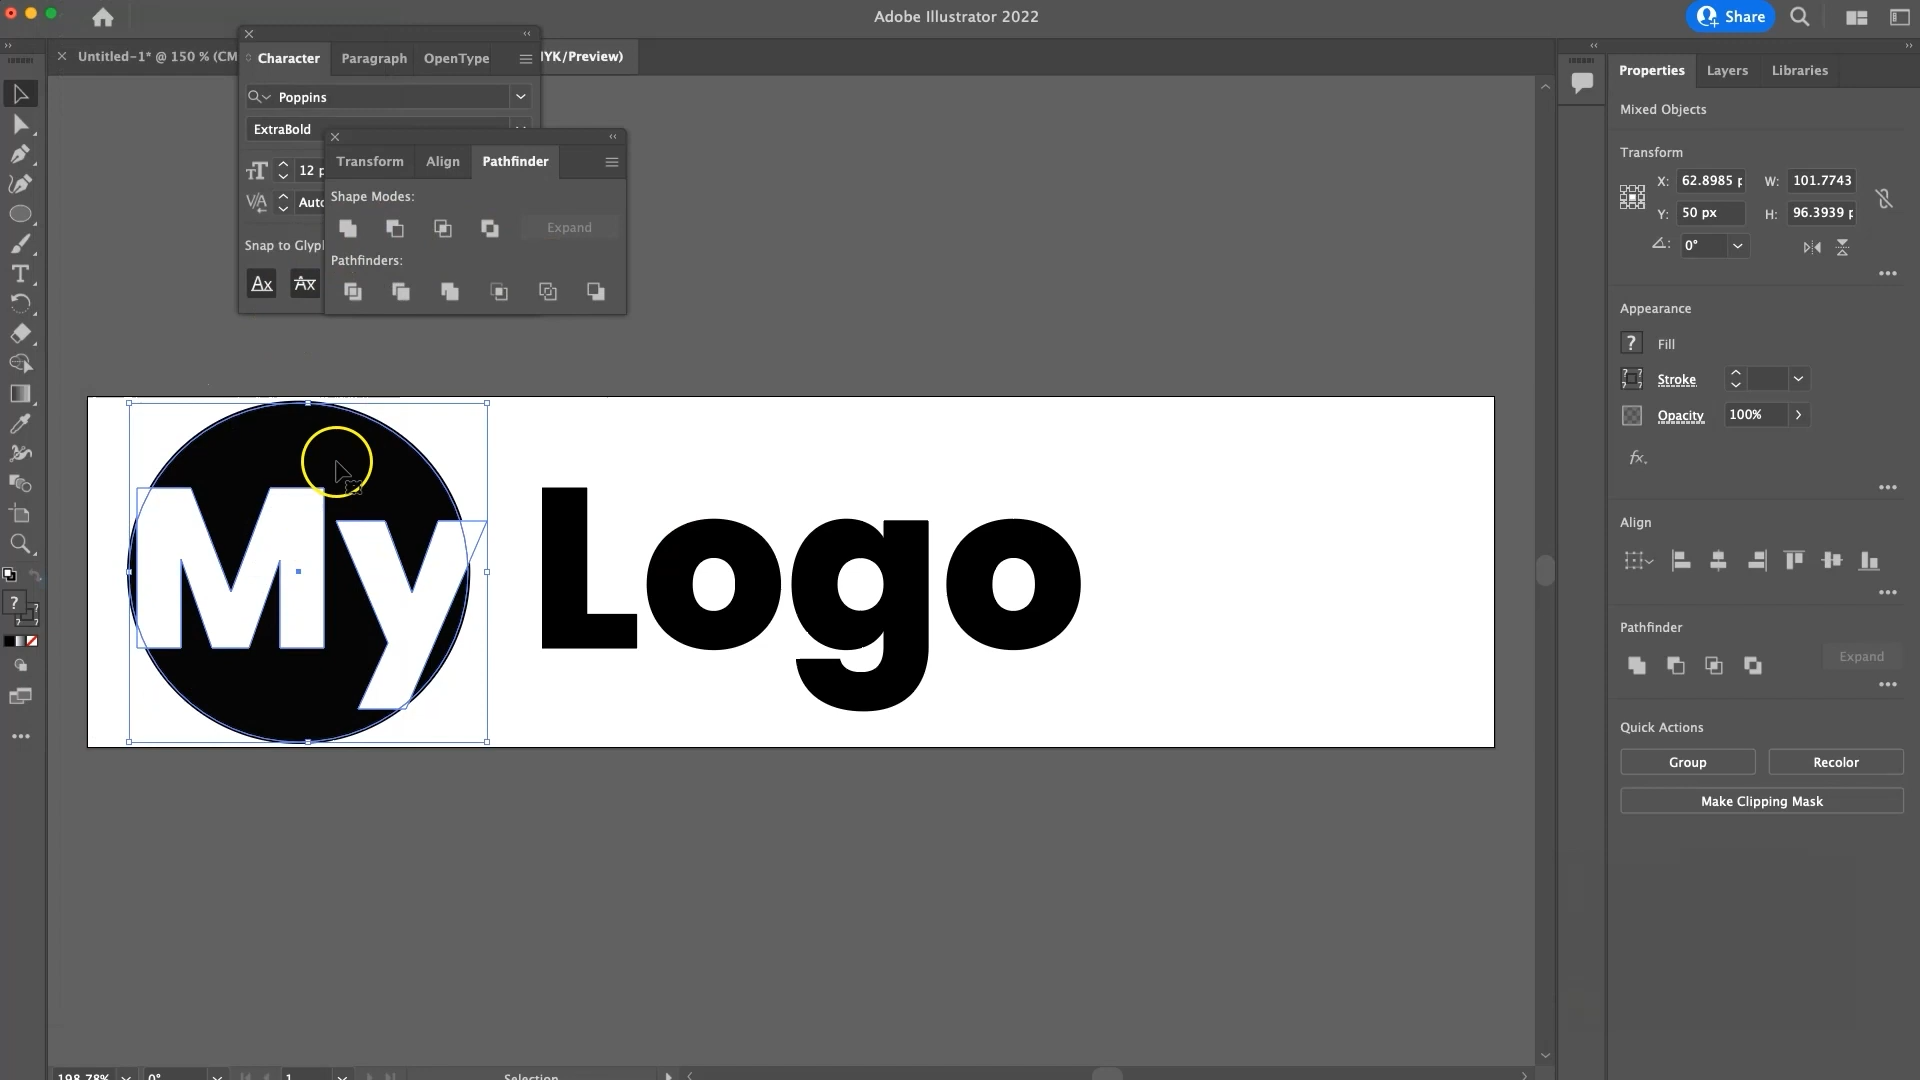 Adobe Illustrator 2022
Share
Untitled-1* @ 150 % (CM
YK/Preview)
Character
Paragraph
OpenType
Poppins
ExtraBold
12 p
Auto
Snap to Glyph
Transform
Align
Pathfinder
Shape Modes:
Expand
Pathfinders:
My Logo
Properties
Layers
Libraries
Mixed Objects
Transform
X: 62.8985 p
W: 101.7743
Y: 50 px
H: 96.3939 p
0°
Appearance
Fill
Stroke
Opacity
100%
fx.
Align
Pathfinder
Expand
Quick Actions
Group
Recolor
Make Clipping Mask
198.78%
0°
1
Selection